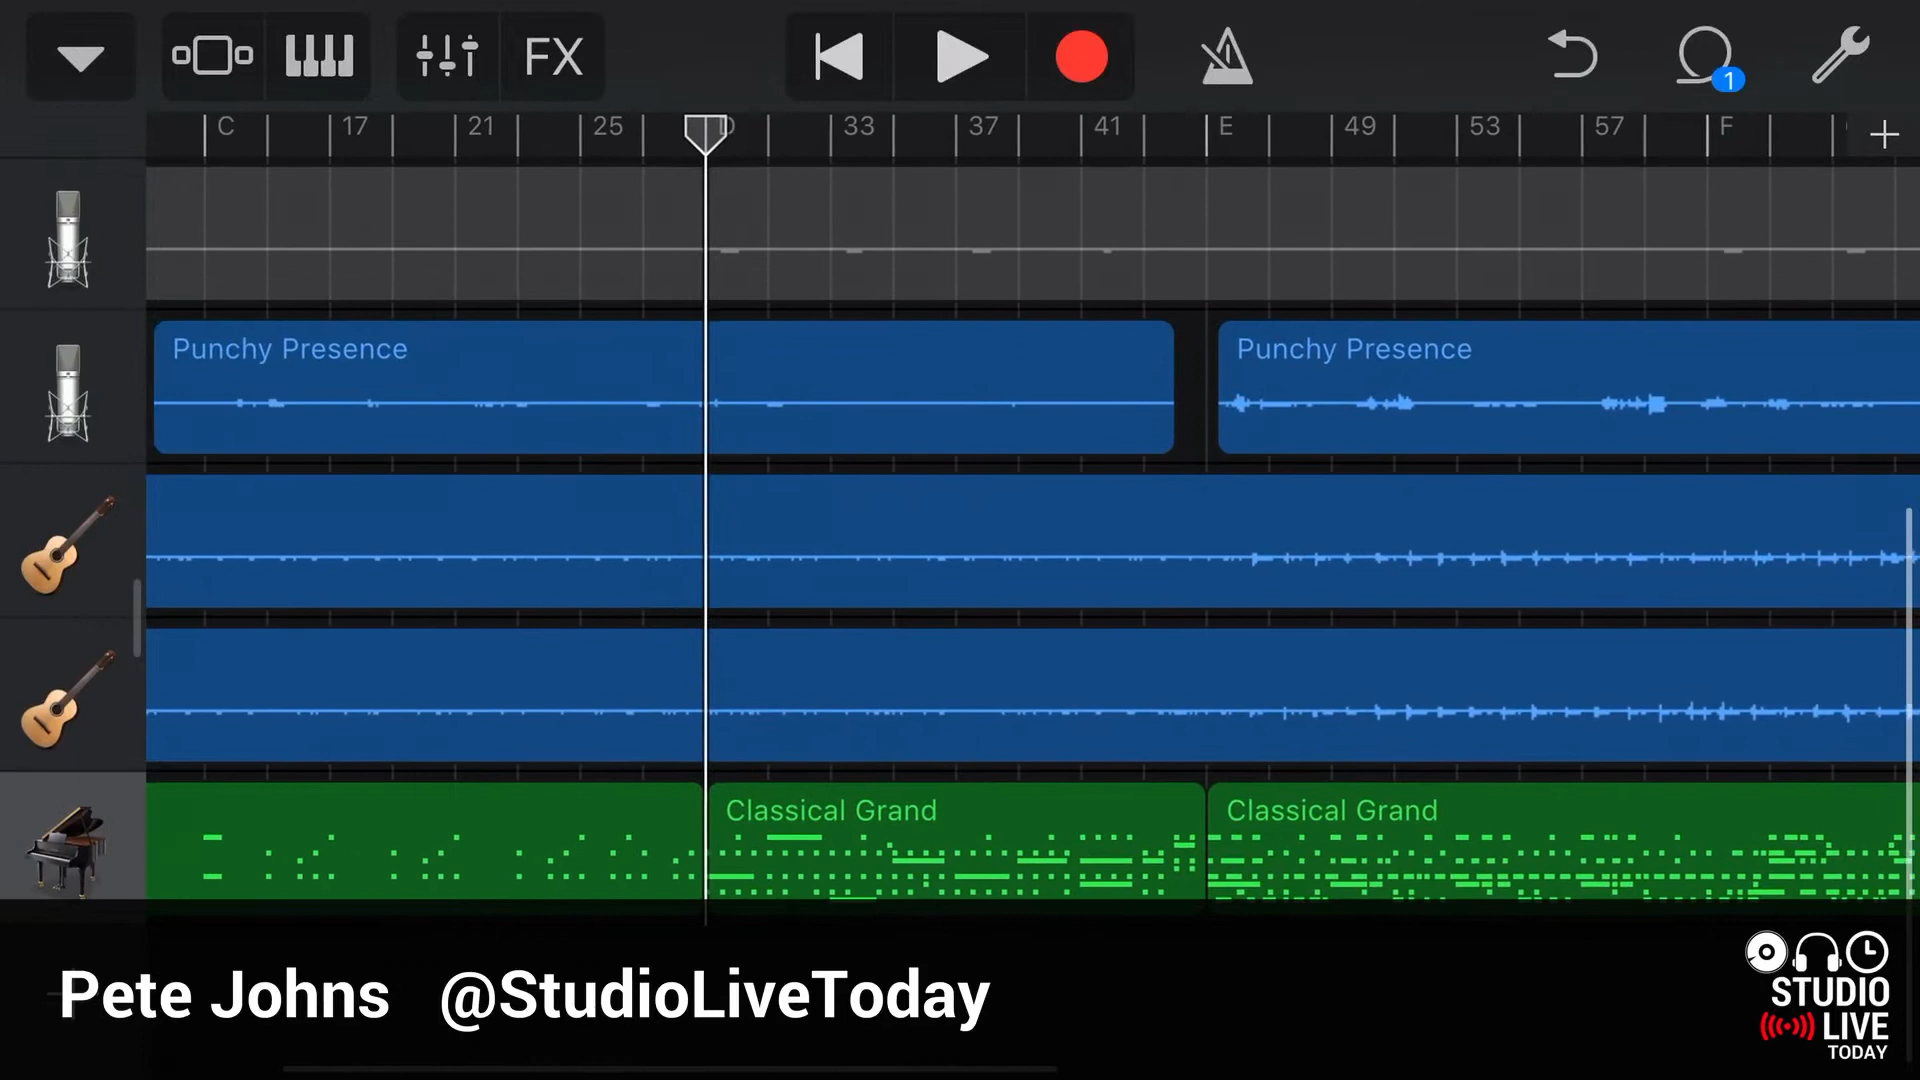 FX
1
C 17 21 25 D 33 37 41 E 49 53 57 F
Punchy Presence
Punchy Presence
Classical Grand
Classical Grand
Pete Johns @StudioLiveToday
STUDIO
LIVE
TODAY